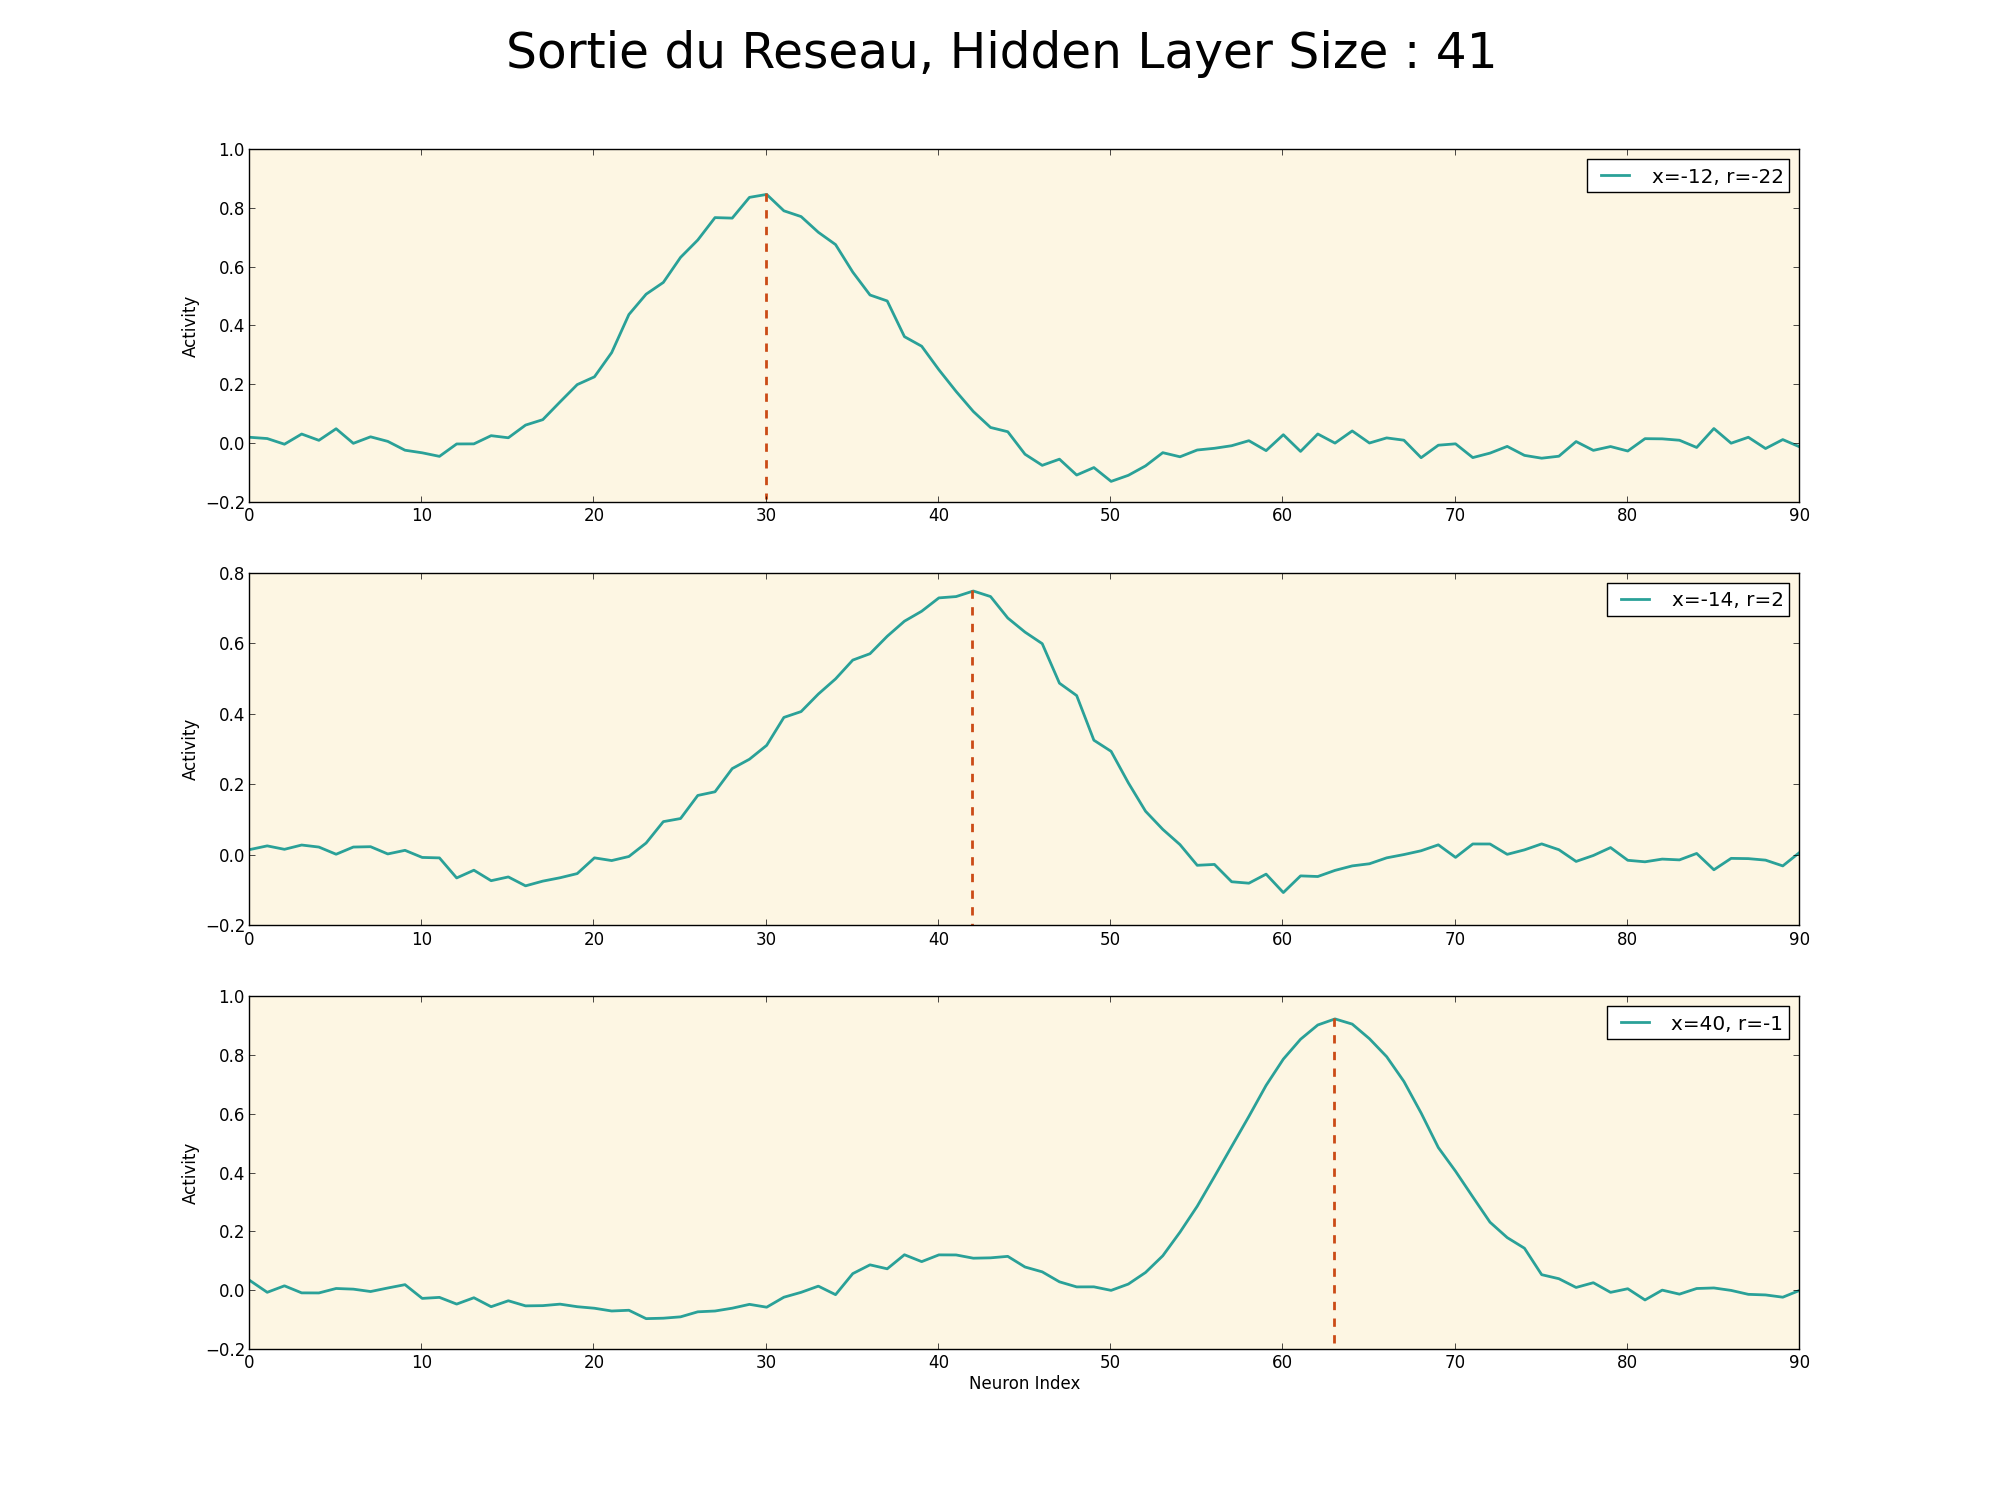 Sortie du Reseau, Hidden Layer Size : 41
1.0
0.8
0.6
0.4
0.2
0.0
−0.2
Activity
x=-12, r=-22
0 10 20 30 40 50 60 70 80 90
0.8
0.6
0.4
0.2
0.0
−0.2
Activity
x=-14, r=2
0 10 20 30 40 50 60 70 80 90
1.0
0.8
0.6
0.4
0.2
0.0
−0.2
Activity
x=40, r=-1
0 10 20 30 40 50 60 70 80 90
Neuron Index